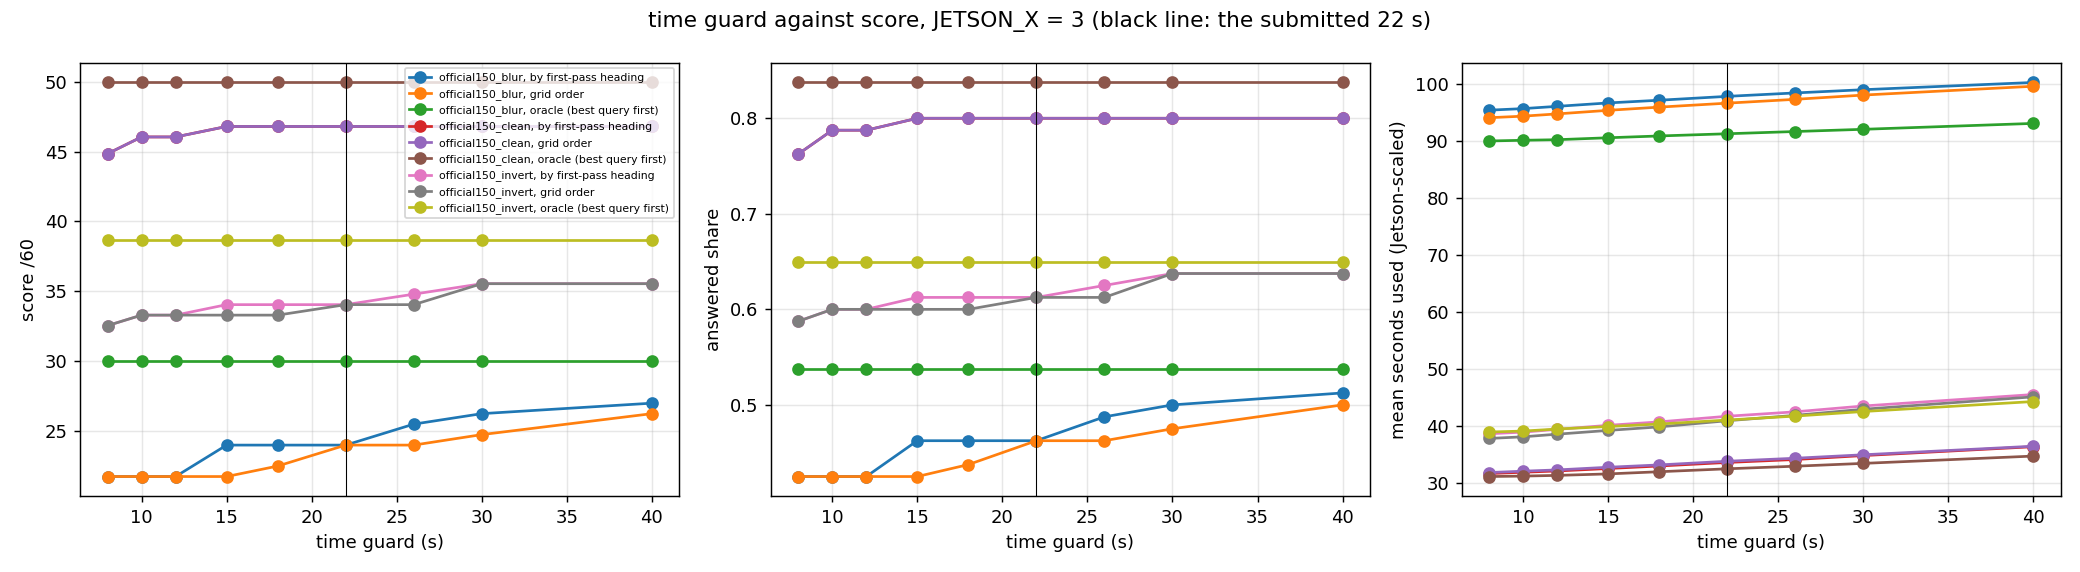 time guard against score, JETSON_X = 3 (black line: the submitted 22 s)
score /60
50
45
40
35
30
25
10
15
20
25
30
35
40
time guard (s)
official150_blur, by first-pass heading
official150_blur, grid order
official150_blur, oracle (best query first)
official150_clean, by first-pass heading
official150_clean, grid order
official150_clean, oracle (best query first)
official150_invert, by first-pass heading
official150_invert, grid order
official150_invert, oracle (best query first)
answered share
0.8
0.7
0.6
0.5
10
15
20
25
30
35
40
time guard (s)
mean seconds used (Jetson-scaled)
100
90
80
70
60
50
40
30
10
15
20
25
30
35
40
time guard (s)